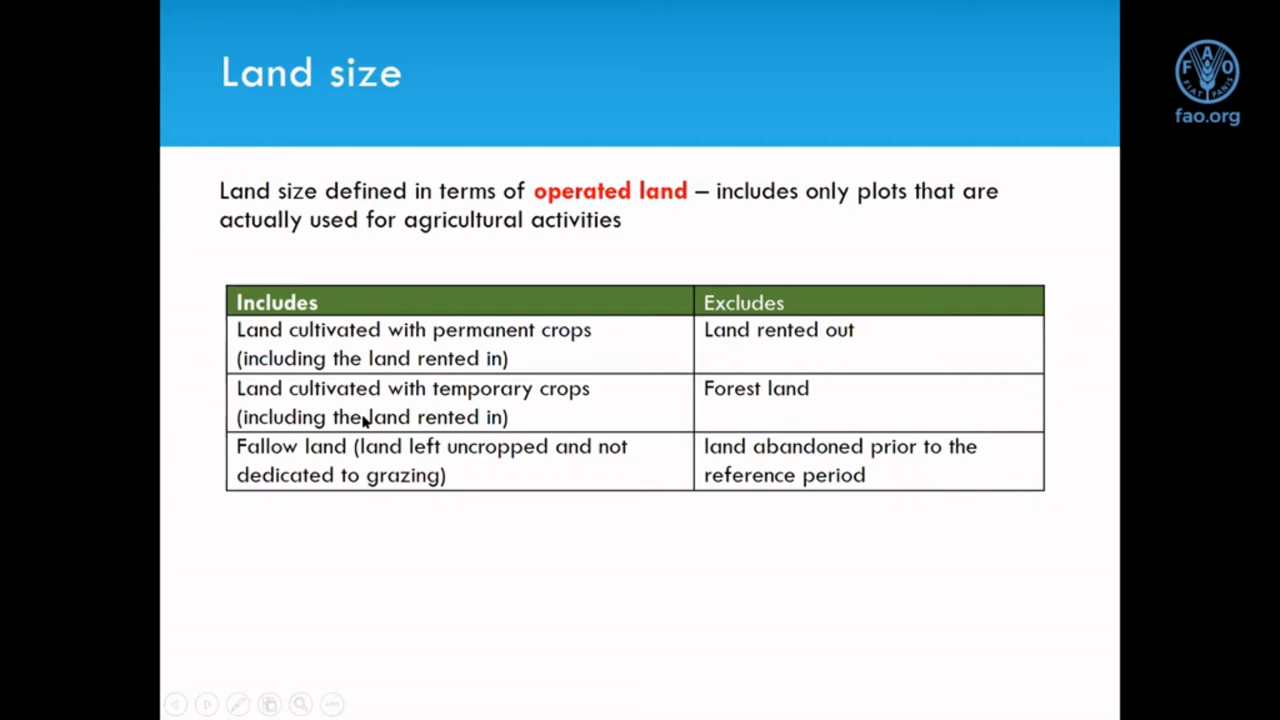 Land size
F A O
FIAT PANIS
fao.org
Land size defined in terms of operated land – includes only plots that are
actually used for agricultural activities
Includes
Excludes
Land cultivated with permanent crops
(including the land rented in)
Land rented out
Land cultivated with temporary crops
(including the land rented in)
Forest land
Fallow land (land left uncropped and not
dedicated to grazing)
land abandoned prior to the
reference period